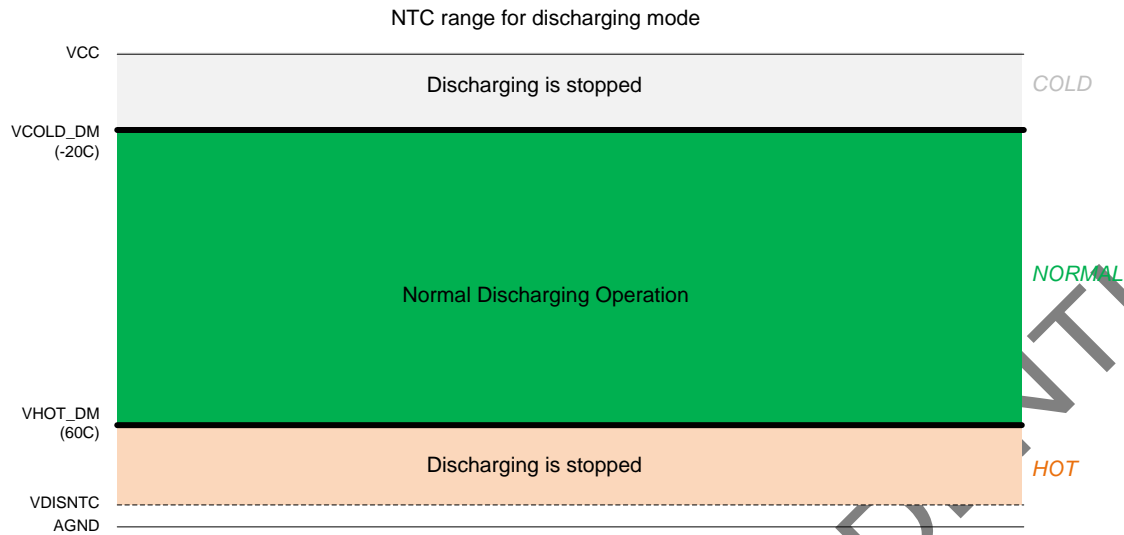 NTC range for discharging mode
VCC
Discharging is stopped
COLD
VCOLD_DM
(-20C)
NORMAL
Normal Discharging Operation
VHOT_DM
(60C)
Discharging is stopped
HOT
VDISNTC
AGND